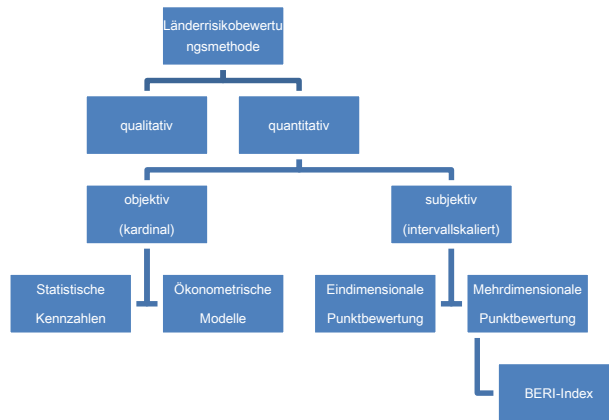 Länderrisikobewertu
ngsmethode
qualitativ
quantitativ
objektiv
(kardinal)
subjektiv
(intervallskaliert)
Statistische
Kennzahlen
Ökonometrische
Modelle
Eindimensionale
Punktbewertung
Mehrdimensionale
Punktbewertung
BERI-Index